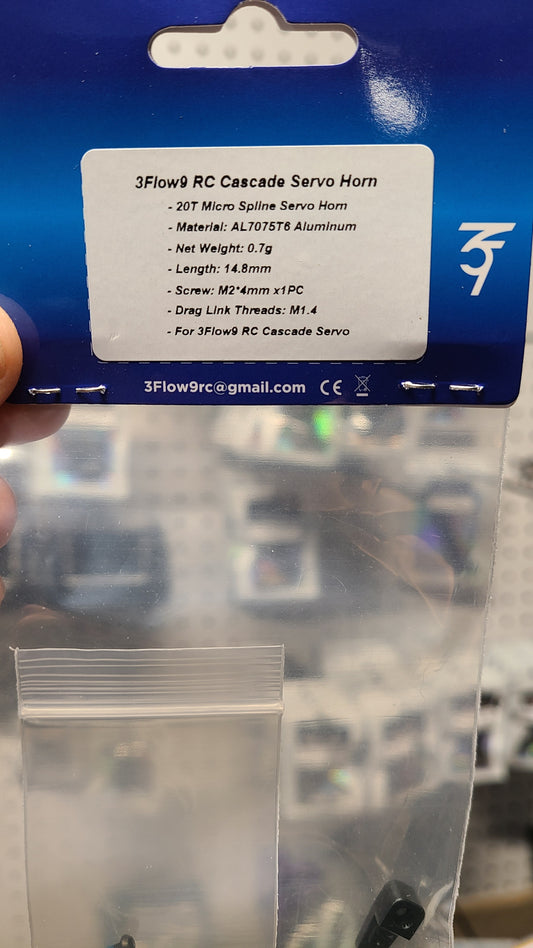 3Flow9 RC Cascade Servo Horn
- 20T Micro Spline Servo Horn
- Material: AL7075T6 Aluminum
- Net Weight: 0.7g
- Length: 14.8mm
- Screw: M2*4mm x1PC
- Drag Link Threads: M1.4
- For 3Flow9 RC Cascade Servo
3Flow9rc@gmail.com CE